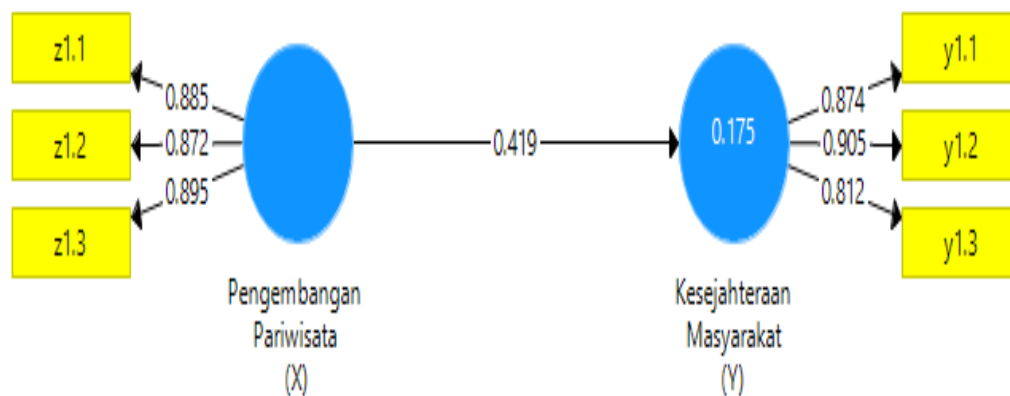 z1.1
0.885
z1.2
0.872
z1.3
0.895
Pengembangan
Pariwisata
(X)
0.419
0.175
Kesejahteraan
Masyarakat
(Y)
0.874
y1.1
0.905
y1.2
0.812
y1.3